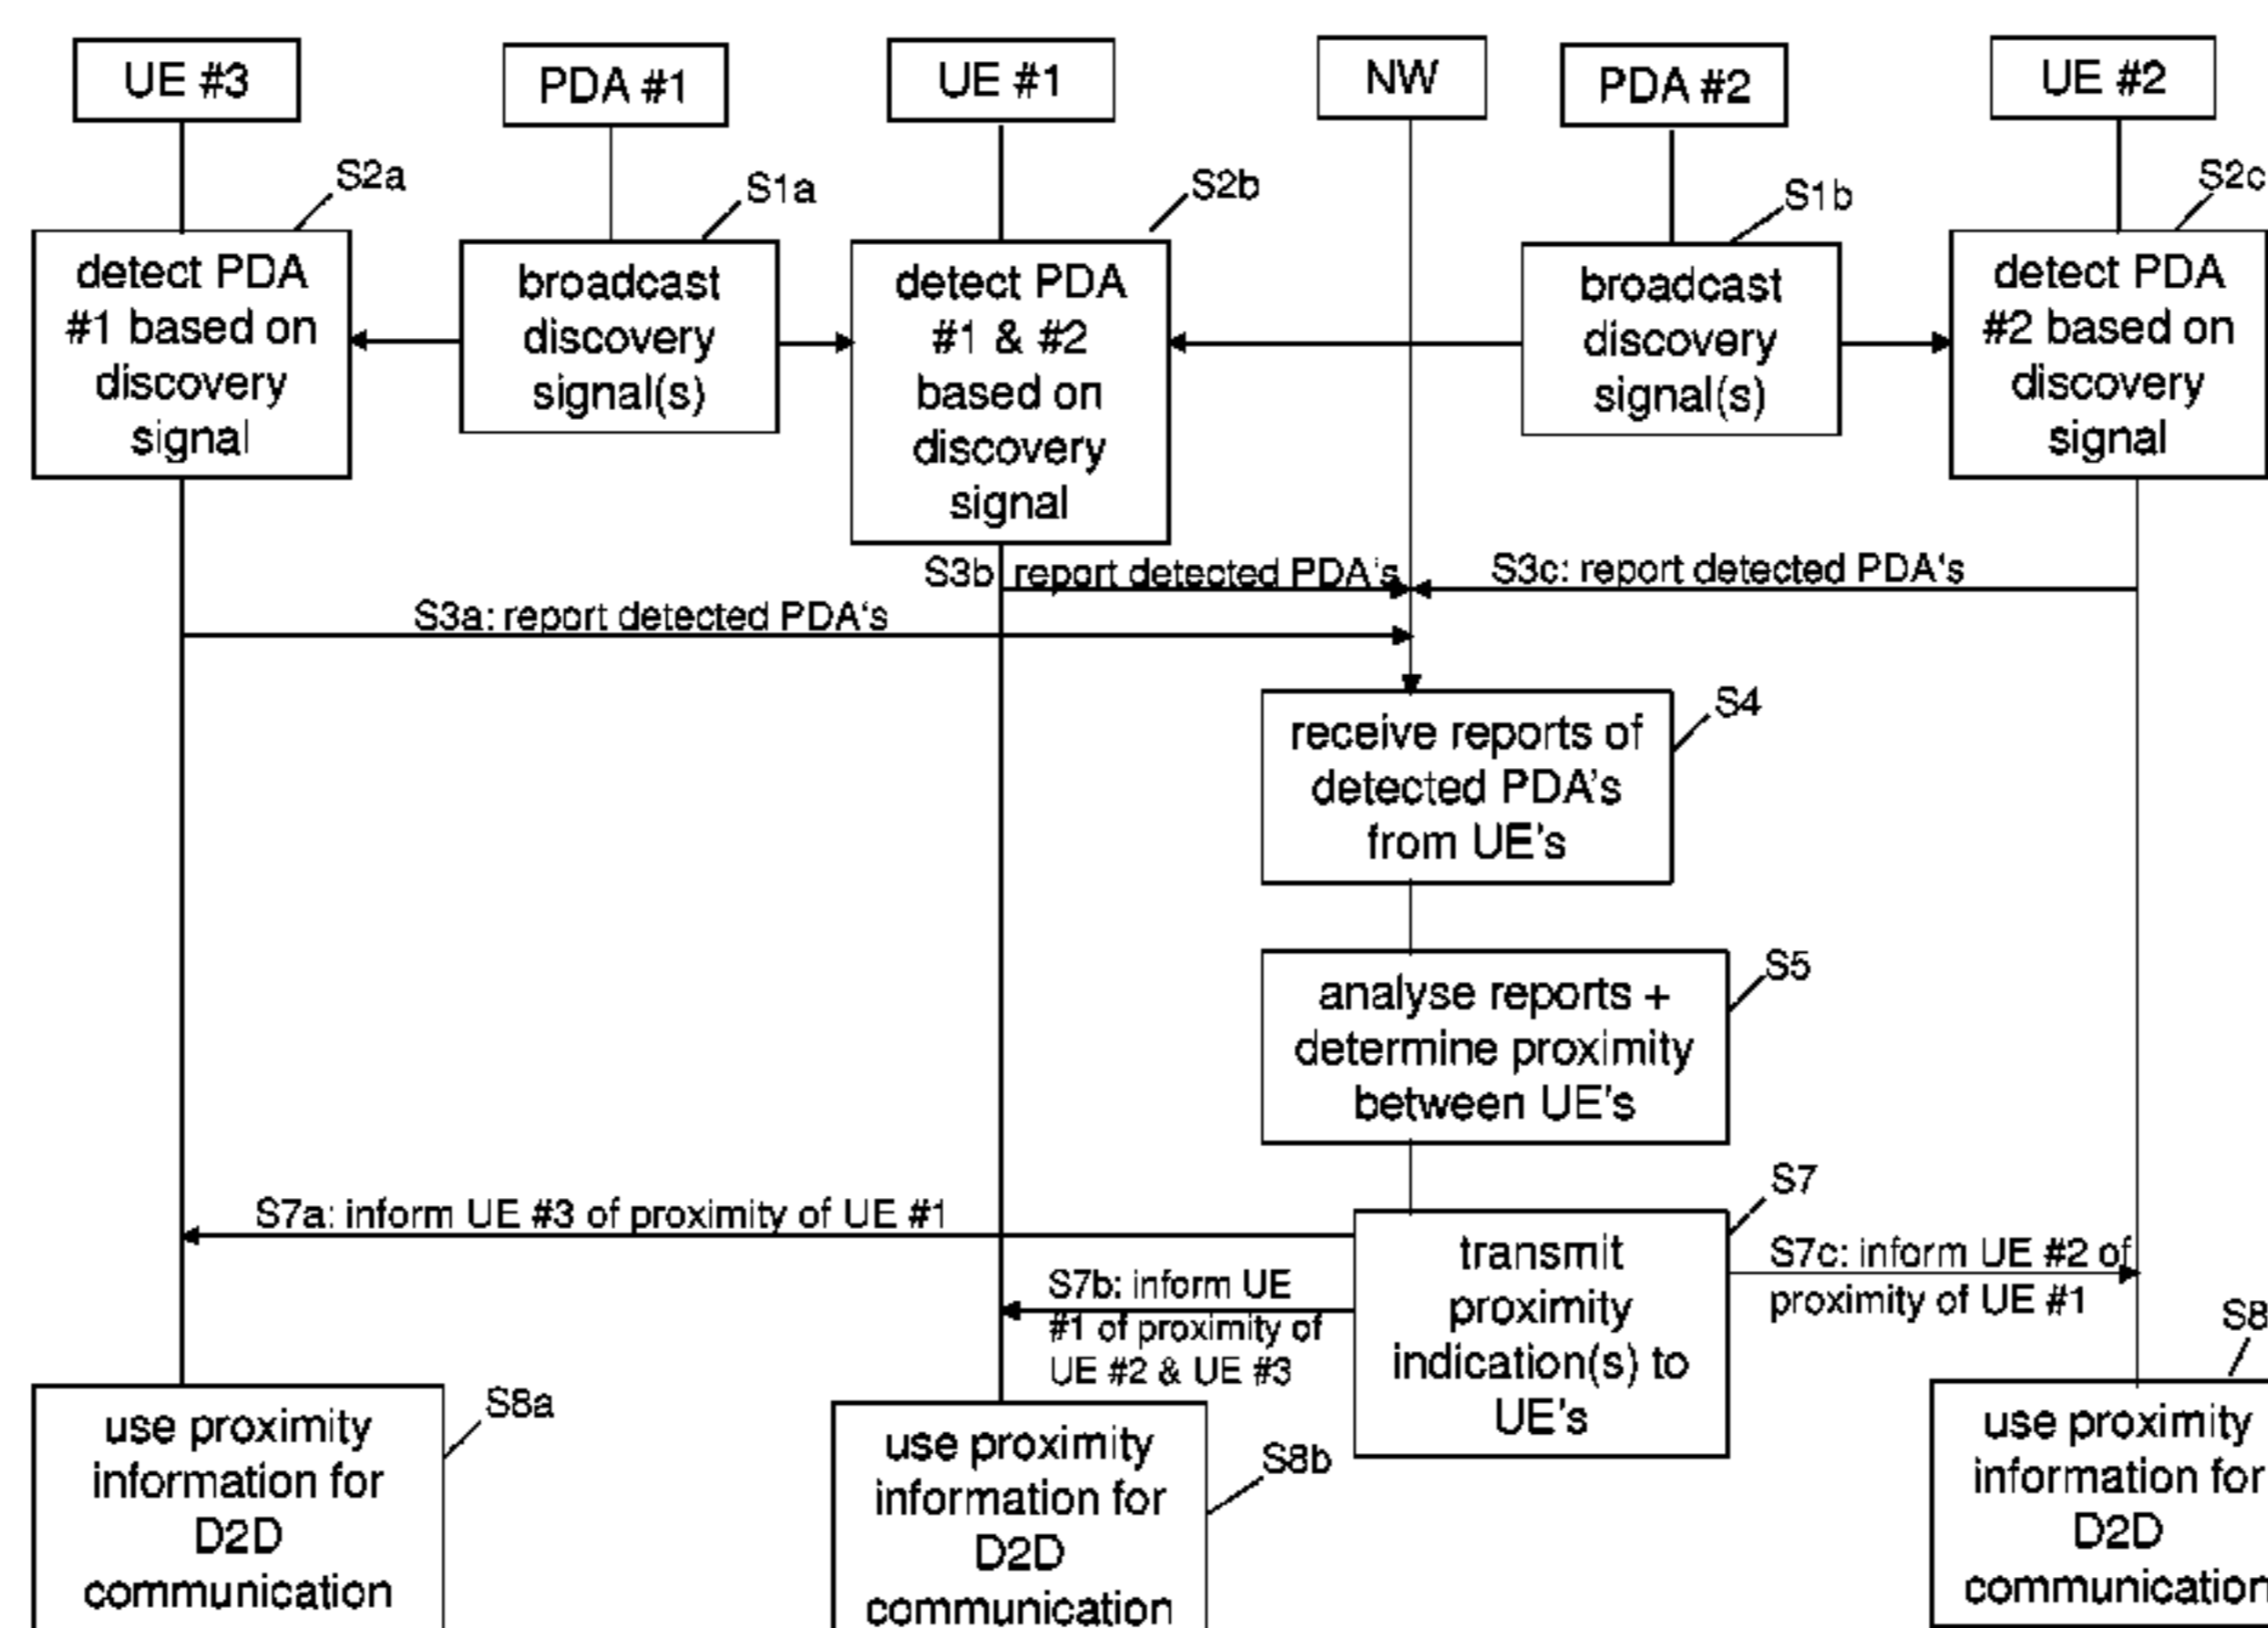 UE #3
PDA #1
UE #1
NW
PDA #2
UE #2
S2a
S1a
S2b
S1b
S2c
detect PDA
#1 based on
discovery
signal
broadcast
discovery
signal(s)
detect PDA
#1 & #2
based on
discovery
signal
broadcast
discovery
signal(s)
detect PDA
#2 based on
discovery
signal
S3b report detected PDA's
S3c: report detected PDA's
S3a: report detected PDA's
S4
receive reports of
detected PDA's
from UE's
S5
analyse reports +
determine proximity
between UE's
S7
S7a: inform UE #3 of proximity of UE #1
transmit
proximity
indication(s) to
UE's
S7c: inform UE #2 of
proximity of UE #1
S7b: inform UE
#1 of proximity of
UE #2 & UE #3
S8
S8a
use proximity
information for
D2D
communication
S8b
use proximity
information for
D2D
communication
use proximity
information for
D2D
communication